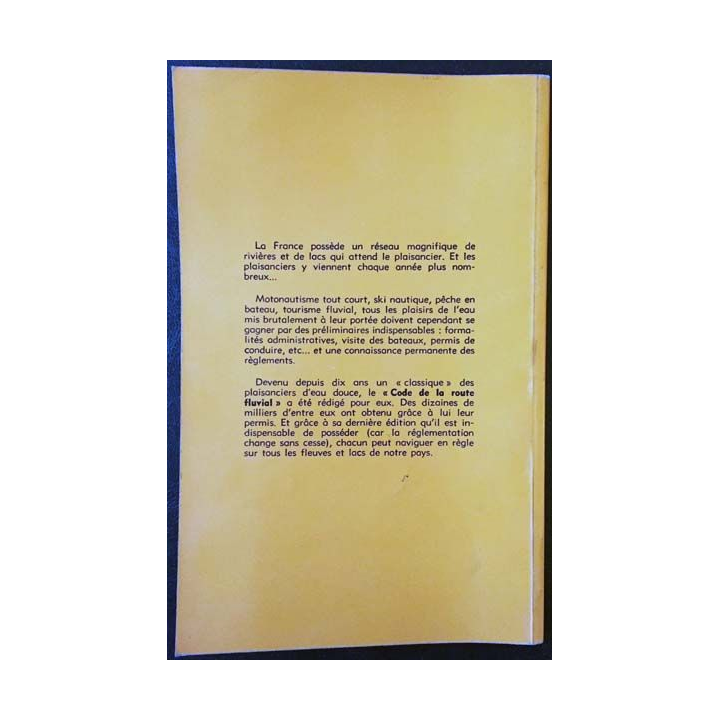 La France possède un réseau magnifique de
rivières et de lacs qui attend le plaisancier. Et les
plaisanciers y viennent chaque année plus nom-
breux...
Motonautisme tout court, ski nautique, pêche en
bateau, tourisme fluvial, tous les plaisirs de l'eau
mis brutalement à leur portée doivent cependant se
gagner par des préliminaires indispensables : forma-
lités administratives, visite des bateaux, permis de
conduire, etc... et une connaissance permanente des
règlements.
Devenu depuis dix ans un « classique » des
plaisanciers d'eau douce, le « Code de la route
fluvial » a été rédigé pour eux. Des dizaines de
milliers d'entre eux ont obtenu grâce à lui leur
permis. Et grâce à sa dernière édition qu'il est in-
dispensable de posséder (car la réglementation
change sans cesse), chacun peut naviguer en règle
sur tous les fleuves et lacs de notre pays.